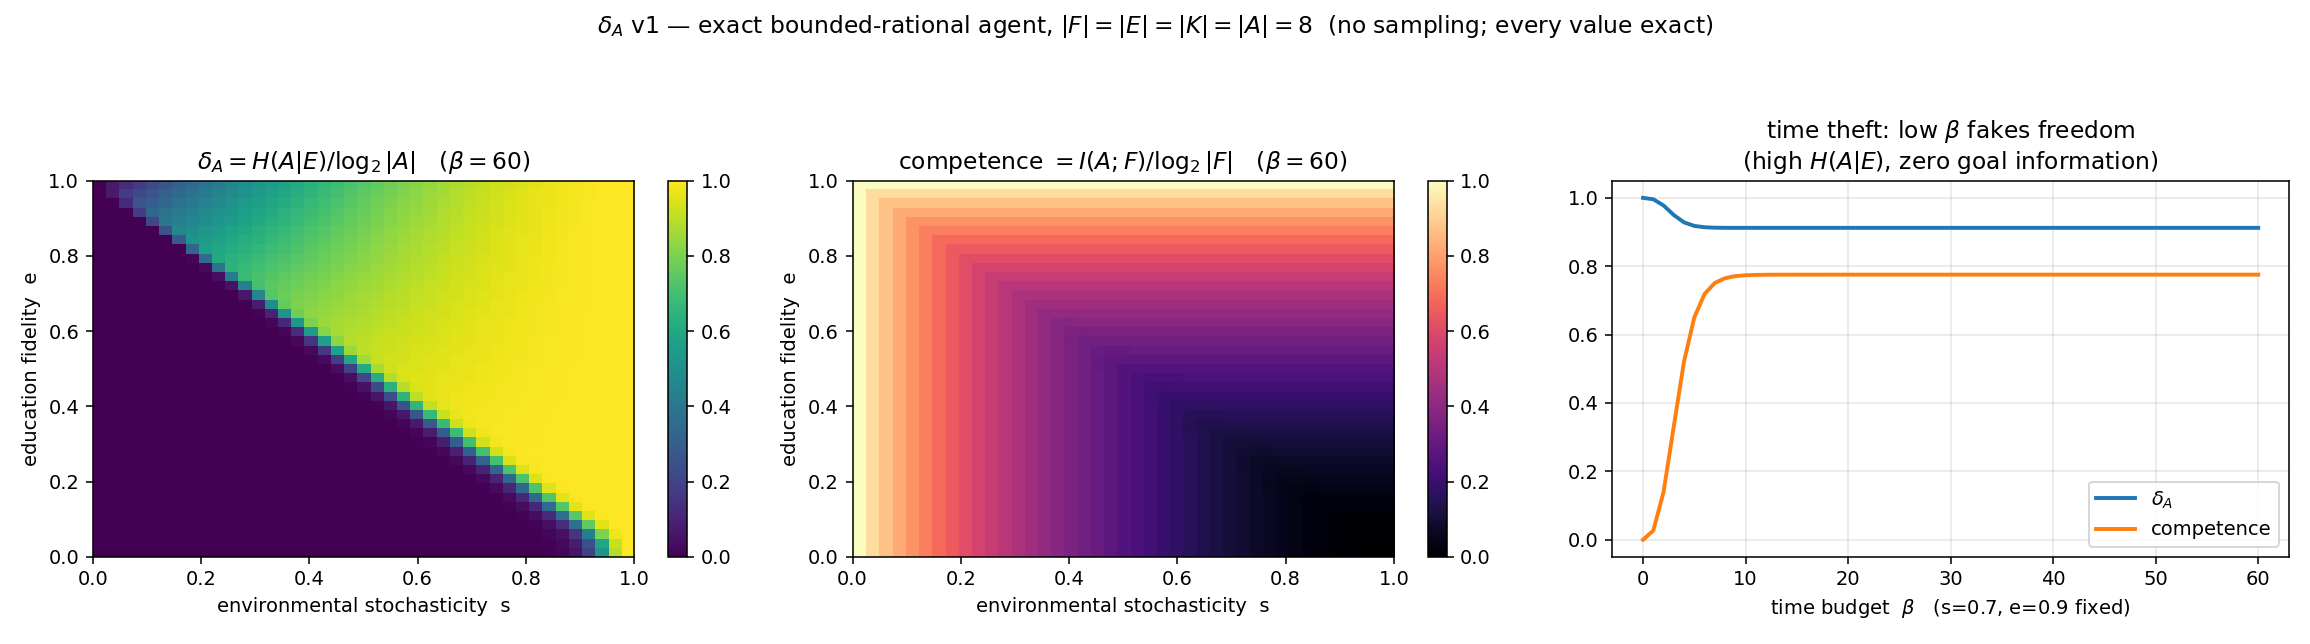 δ_A v1 — exact bounded-rational agent, |F| = |E| = |K| = |A| = 8 (no sampling; every value exact)
δ_A = H(A|E)/log₂ |A| (β = 60)
1.0
0.8
0.6
0.4
0.2
0.0
education fidelity e
0.0 0.2 0.4 0.6 0.8 1.0
environmental stochasticity s
1.0
0.8
0.6
0.4
0.2
0.0
competence = I(A; F)/log₂ |F| (β = 60)
1.0
0.8
0.6
0.4
0.2
0.0
education fidelity e
0.0 0.2 0.4 0.6 0.8 1.0
environmental stochasticity s
1.0
0.8
0.6
0.4
0.2
0.0
time theft: low β fakes freedom
(high H(A|E), zero goal information)
1.0
0.8
0.6
0.4
0.2
0.0
δ_A
competence
0 10 20 30 40 50 60
time budget β (s=0.7, e=0.9 fixed)